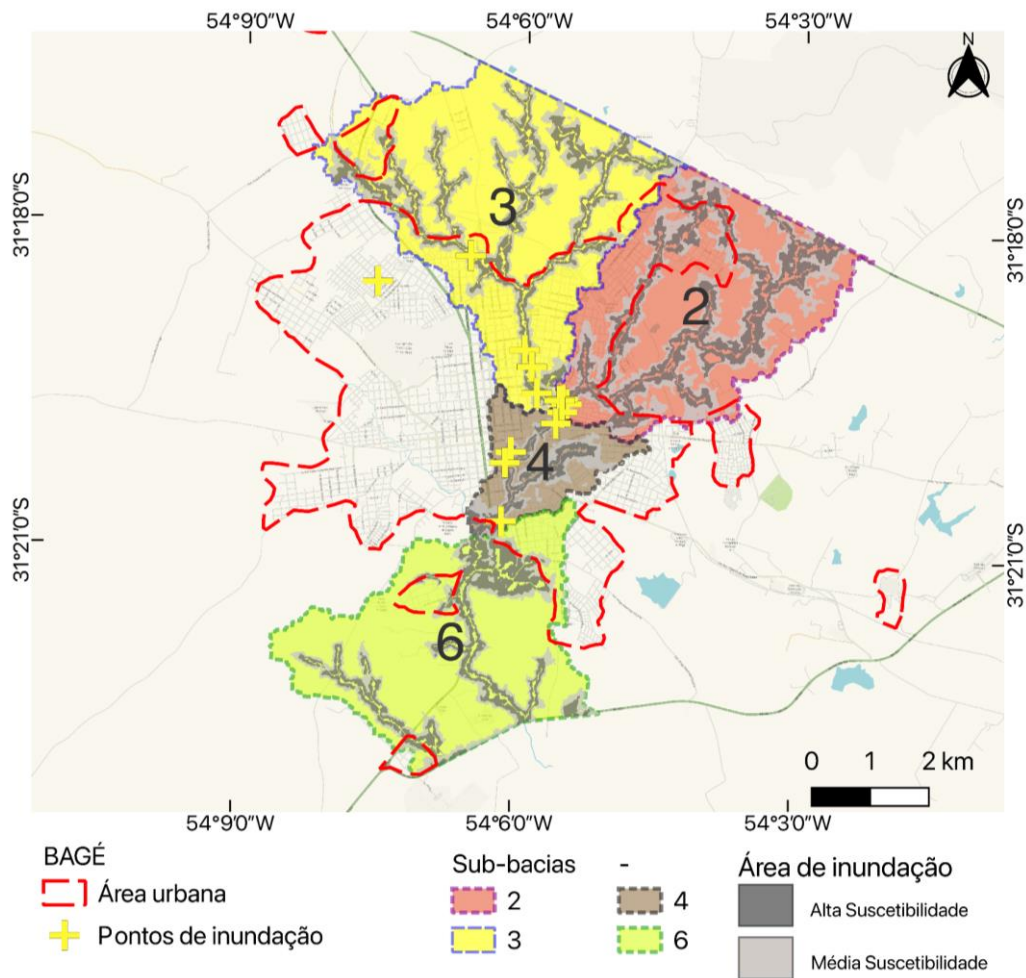 54°9'0"W 54°6'0"W 54°3'0"W
N
31°18'0"S 31°18'0"S
3
2
4
31°21'0"S 31°21'0"S
6
0 1 2 km
54°9'0"W 54°6'0"W 54°3'0"W
BAGÉ
Área urbana
Pontos de inundação
Sub-bacias -
2 4
3 6
Área de inundação
Alta Suscetibilidade
Média Suscetibilidade